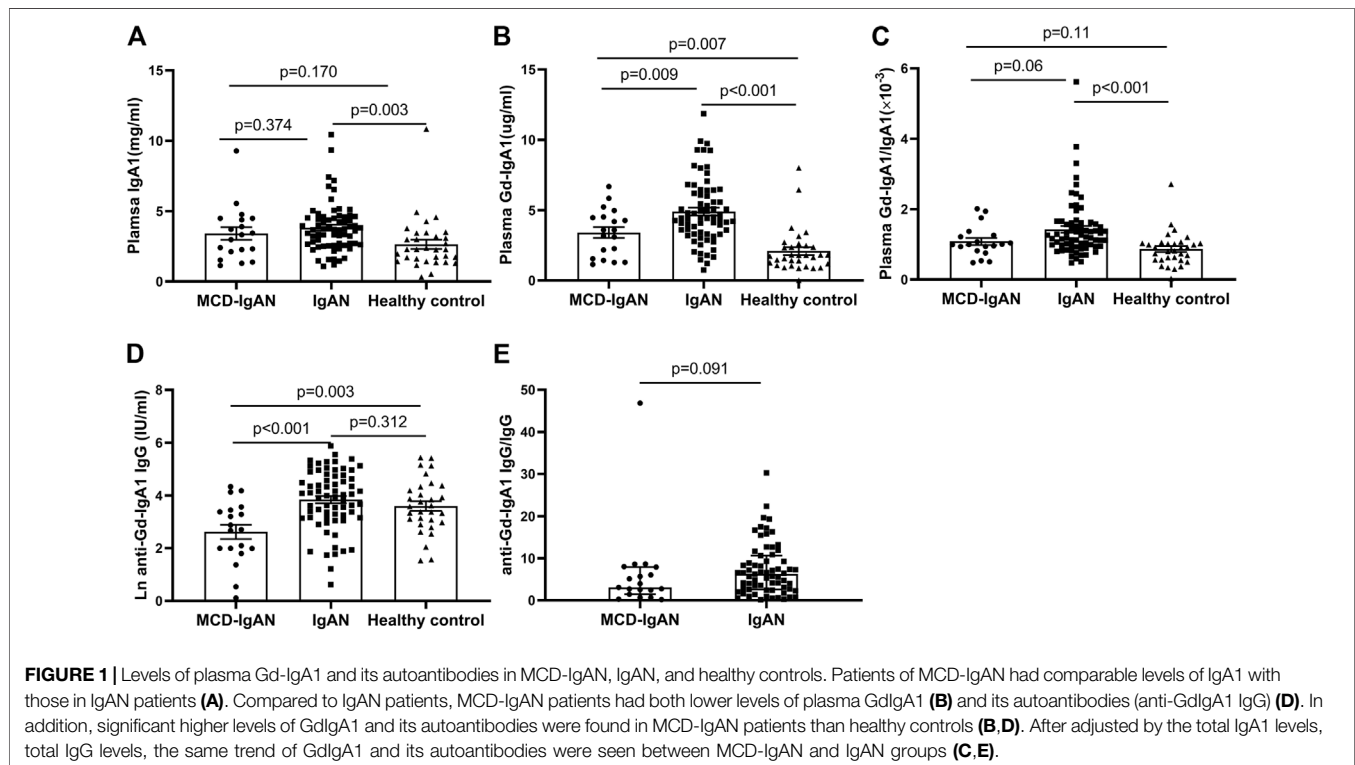 A
B
C
p=0.170
p=0.374
p=0.003
Plamsa IgA1(mg/ml)
15
10
5
0
MCD-IgAN IgAN Healthy control
p=0.007
p=0.009
p<0.001
Plasma Gd-IgA1(ug/ml)
15
10
5
0
MCD-IgAN IgAN Healthy control
p=0.11
p=0.06
p<0.001
Plasma Gd-IgA1/IgA1(×10-3)
6
4
2
0
MCD-IgAN IgAN Healthy control
D
E
p=0.003
p<0.001
p=0.312
Ln anti-Gd-IgA1 IgG (IU/ml)
8
6
4
2
0
MCD-IgAN IgAN Healthy control
p=0.091
anti-Gd-IgA1 IgG/IgG
50
40
30
20
10
0
MCD-IgAN IgAN
FIGURE 1 | Levels of plasma Gd-IgA1 and its autoantibodies in MCD-IgAN, IgAN, and healthy controls. Patients of MCD-IgAN had comparable levels of IgA1 with
those in IgAN patients (A). Compared to IgAN patients, MCD-IgAN patients had both lower levels of plasma GdIgA1 (B) and its autoantibodies (anti-GdIgA1 IgG) (D). In
addition, significant higher levels of GdIgA1 and its autoantibodies were found in MCD-IgAN patients than healthy controls (B,D). After adjusted by the total IgA1 levels,
total IgG levels, the same trend of GdIgA1 and its autoantibodies were seen between MCD-IgAN and IgAN groups (C,E).